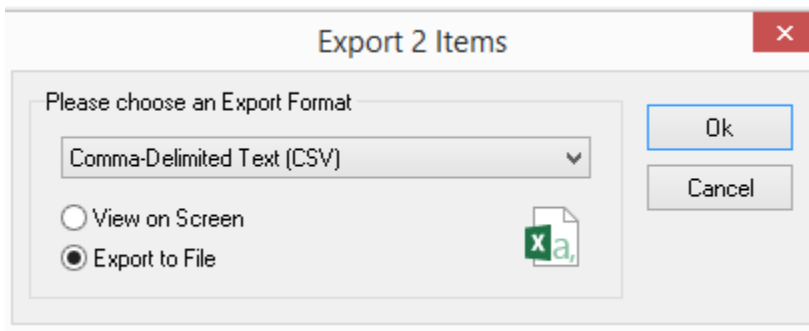 Export 2 Items
Please choose an Export Format
Comma-Delimited Text (CSV)
View on Screen
Export to File
Ok
Cancel
X a,